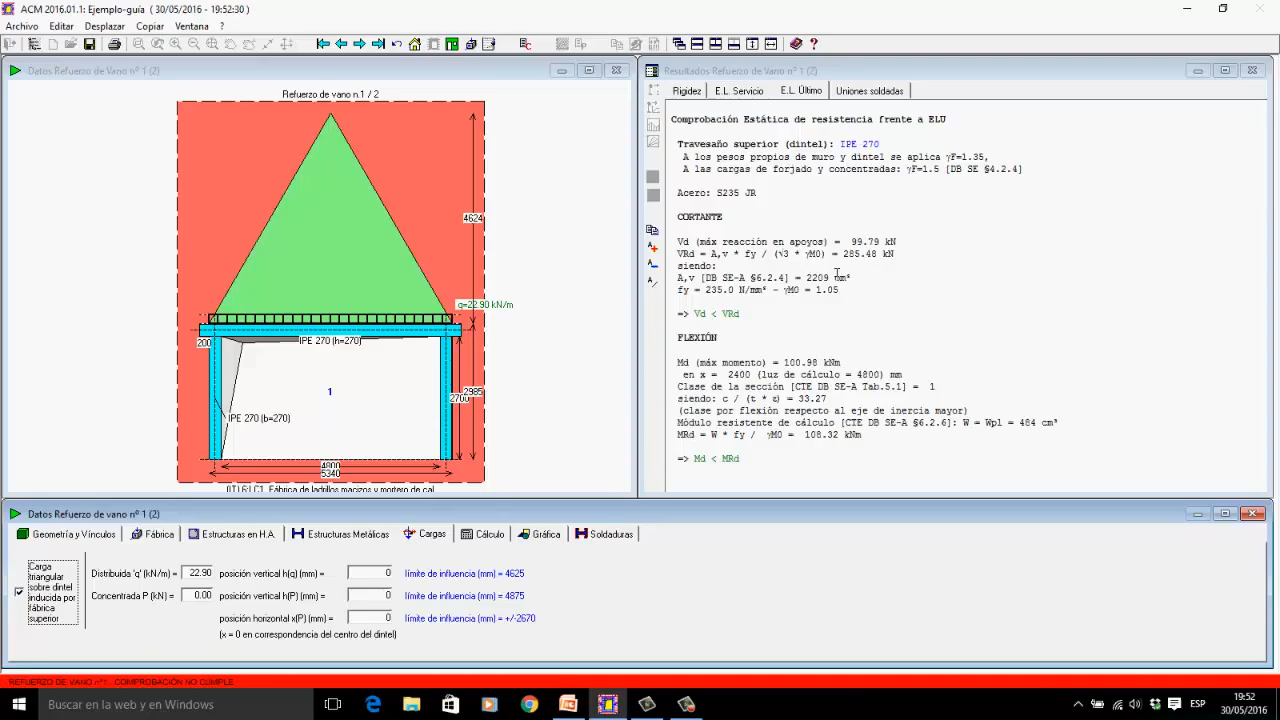 ACM 2016.01.1: Ejemplo-guía ( 30/05/2016 - 19:52:30 )
Archivo Editar Desplazar Copiar Ventana ?
Datos Refuerzo de Vano nº 1 (2)
Refuerzo de vano n.1 / 2
4624
q=22.90 kN/m
200
IPE 270 (h=270)
1
2985
2700
IPE 270 (b=270)
4800
5340
(IT) 6: LC1. Fábrica de ladrillos macizos y mortero de cal
Resultados Refuerzo de Vano nº 1 (2)
Rigidez E.L. Servicio E.L. Último Uniones soldadas
Comprobación Estática de resistencia frente a ELU
Travesaño superior (dintel): IPE 270
A los pesos propios de muro y dintel se aplica γF=1.35,
A las cargas de forjado y concentradas: γF=1.5 [DB SE §4.2.4]
Acero: S235 JR
CORTANTE
Vd (máx reacción en apoyos) = 99.79 kN
VRd = A,v * fy / (√3 * γM0) = 285.48 kN
siendo:
A,v [DB SE-A §6.2.4] = 2209 mm²
fy = 235.0 N/mm² - γM0 = 1.05
=> Vd < VRd
FLEXIÓN
Md (máx momento) = 100.98 kNm
en x = 2400 (luz de cálculo = 4800) mm
Clase de la sección [CTE DB SE-A Tab.5.1] = 1
siendo: c / (t * ε) = 33.27
(clase por flexión respecto al eje de inercia mayor)
Módulo resistente de cálculo [CTE DB SE-A §6.2.6]: W = Wpl = 484 cm³
MRd = W * fy / γM0 = 108.32 kNm
=> Md < MRd
Datos Refuerzo de vano nº 1 (2)
Geometría y Vínculos Fábrica Estructuras en H.A. Estructuras Metálicas Cargas Cálculo Gráfica Soldaduras
Carga
triangular
sobre dintel
inducida por
fábrica
superior
Distribuida 'q' (kN/m) = 22.90 posición vertical h(q) (mm) = 0 límite de influencia (mm) = 4625
Concentrada P (kN) = 0.00 posición vertical h(P) (mm) = 0 límite de influencia (mm) = 4875
posición horizontal x(P) (mm) = 0 límite de influencia (mm) = +/-2670
(x = 0 en correspondencia del centro del dintel)
REFUERZO DE VANO nº1 : COMPROBACIÓN NO CUMPLE
Buscar en la web y en Windows
ESP
19:52
30/05/2016